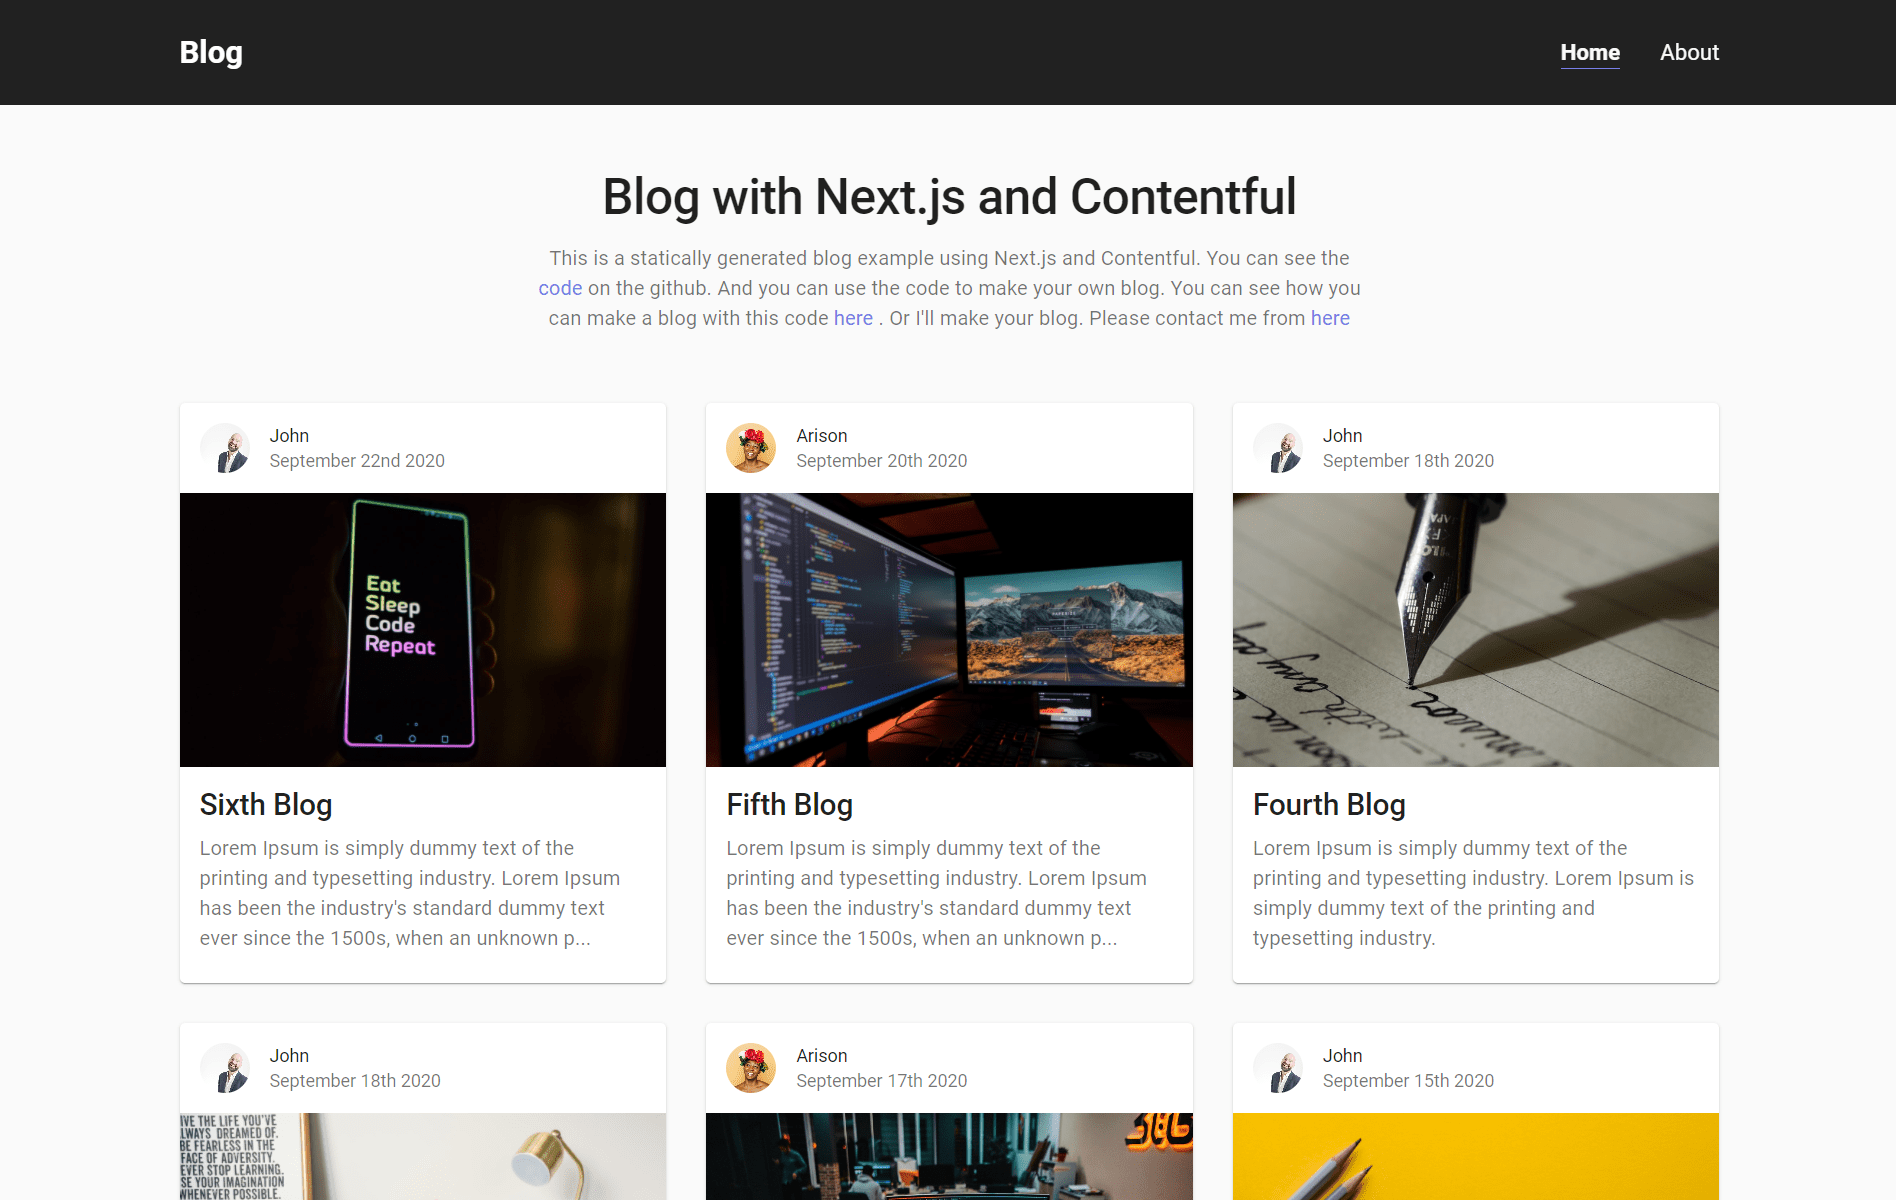 Blog
Home
About
Blog with Next.js and Contentful
This is a statically generated blog example using Next.js and Contentful. You can see the
code on the github. And you can use the code to make your own blog. You can see how you
can make a blog with this code here . Or I'll make your blog. Please contact me from here
John
September 22nd 2020
Eat
Sleep
Code
Repeat
Sixth Blog
Lorem Ipsum is simply dummy text of the
printing and typesetting industry. Lorem Ipsum
has been the industry's standard dummy text
ever since the 1500s, when an unknown p...
Arison
September 20th 2020
Fifth Blog
Lorem Ipsum is simply dummy text of the
printing and typesetting industry. Lorem Ipsum
has been the industry's standard dummy text
ever since the 1500s, when an unknown p...
John
September 18th 2020
Fourth Blog
Lorem Ipsum is simply dummy text of the
printing and typesetting industry. Lorem Ipsum is
simply dummy text of the printing and
typesetting industry.
John
September 18th 2020
IVE THE LIFE YOU'VE
LWAYS DREAMED OF.
BE FEARLESS IN THE
FACE OF ADVERSITY.
EVER STOP LEARNING.
SE YOUR IMAGINATION
WHENEVER POSSIBLE.
Arison
September 17th 2020
John
September 15th 2020